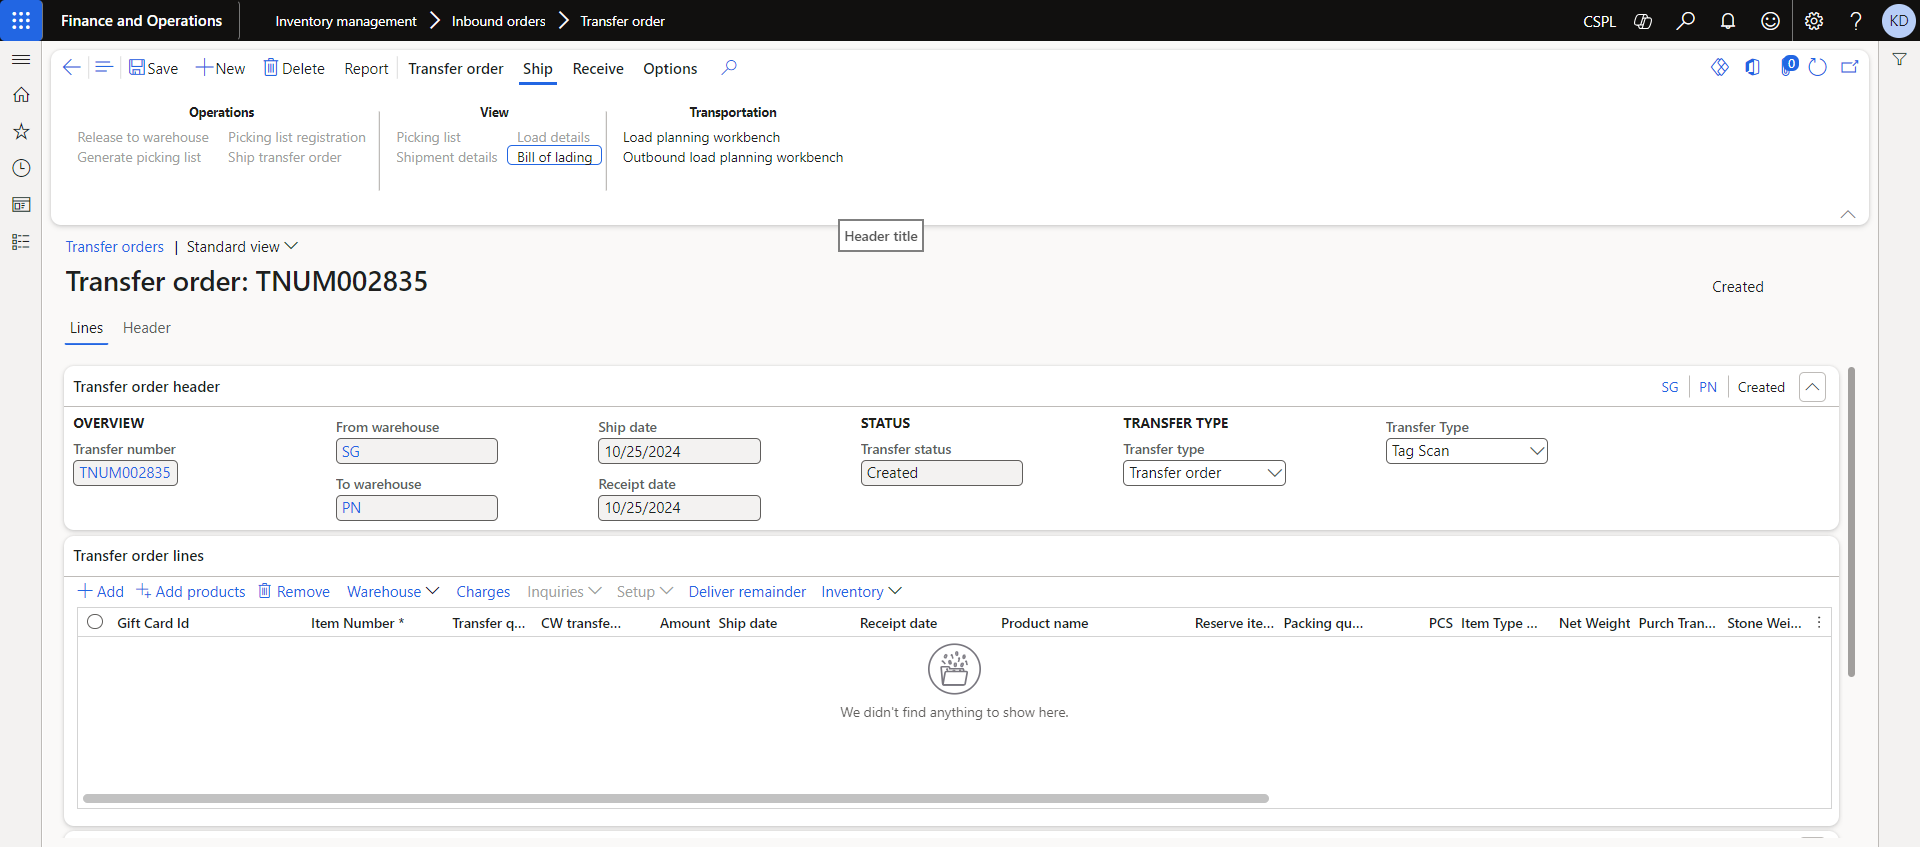 Finance and Operations
Inventory management > Inbound orders > Transfer order
CSPL
?
KD
Save
New
Delete
Report
Transfer order
Ship
Receive
Options
0
Operations
Release to warehouse
Picking list registration
Generate picking list
Ship transfer order
View
Picking list
Load details
Shipment details
Bill of lading
Transportation
Load planning workbench
Outbound load planning workbench
Header title
Transfer orders | Standard view
Transfer order: TNUM002835
Created
Lines
Header
Transfer order header
SG
PN
Created
OVERVIEW
Transfer number
TNUM002835
From warehouse
SG
To warehouse
PN
Ship date
10/25/2024
Receipt date
10/25/2024
STATUS
Transfer status
Created
TRANSFER TYPE
Transfer type
Transfer order
Transfer Type
Tag Scan
Transfer order lines
Add
Add products
Remove
Warehouse
Charges
Inquiries
Setup
Deliver remainder
Inventory
Gift Card Id
Item Number *
Transfer q...
CW transfe...
Amount
Ship date
Receipt date
Product name
Reserve ite...
Packing qu...
PCS
Item Type ...
Net Weight
Purch Tran...
Stone Wei...
We didn't find anything to show here.